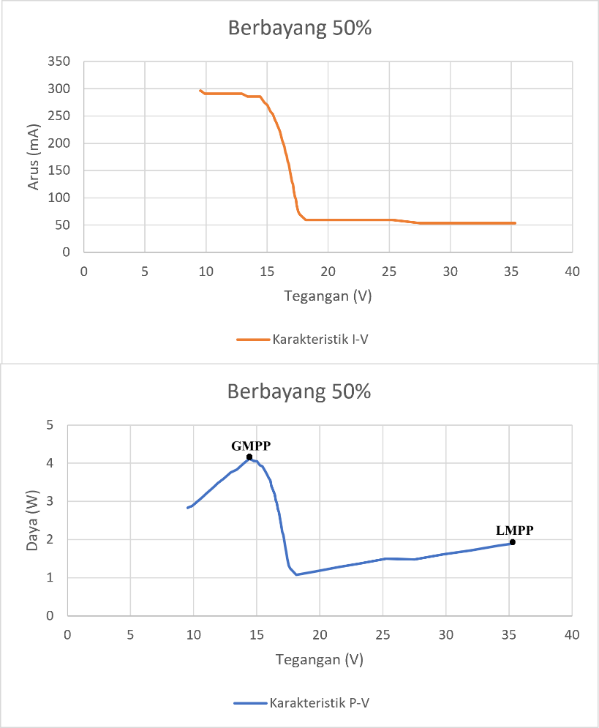 Berbayang 50%
Arus (mA)
350
300
250
200
150
100
50
0
0 5 10 15 20 25 30 35 40
Tegangan (V)
Karakteristik I-V
Berbayang 50%
Daya (W)
5
4
3
2
1
0
GMPP
LMPP
0 5 10 15 20 25 30 35 40
Tegangan (V)
Karakteristik P-V